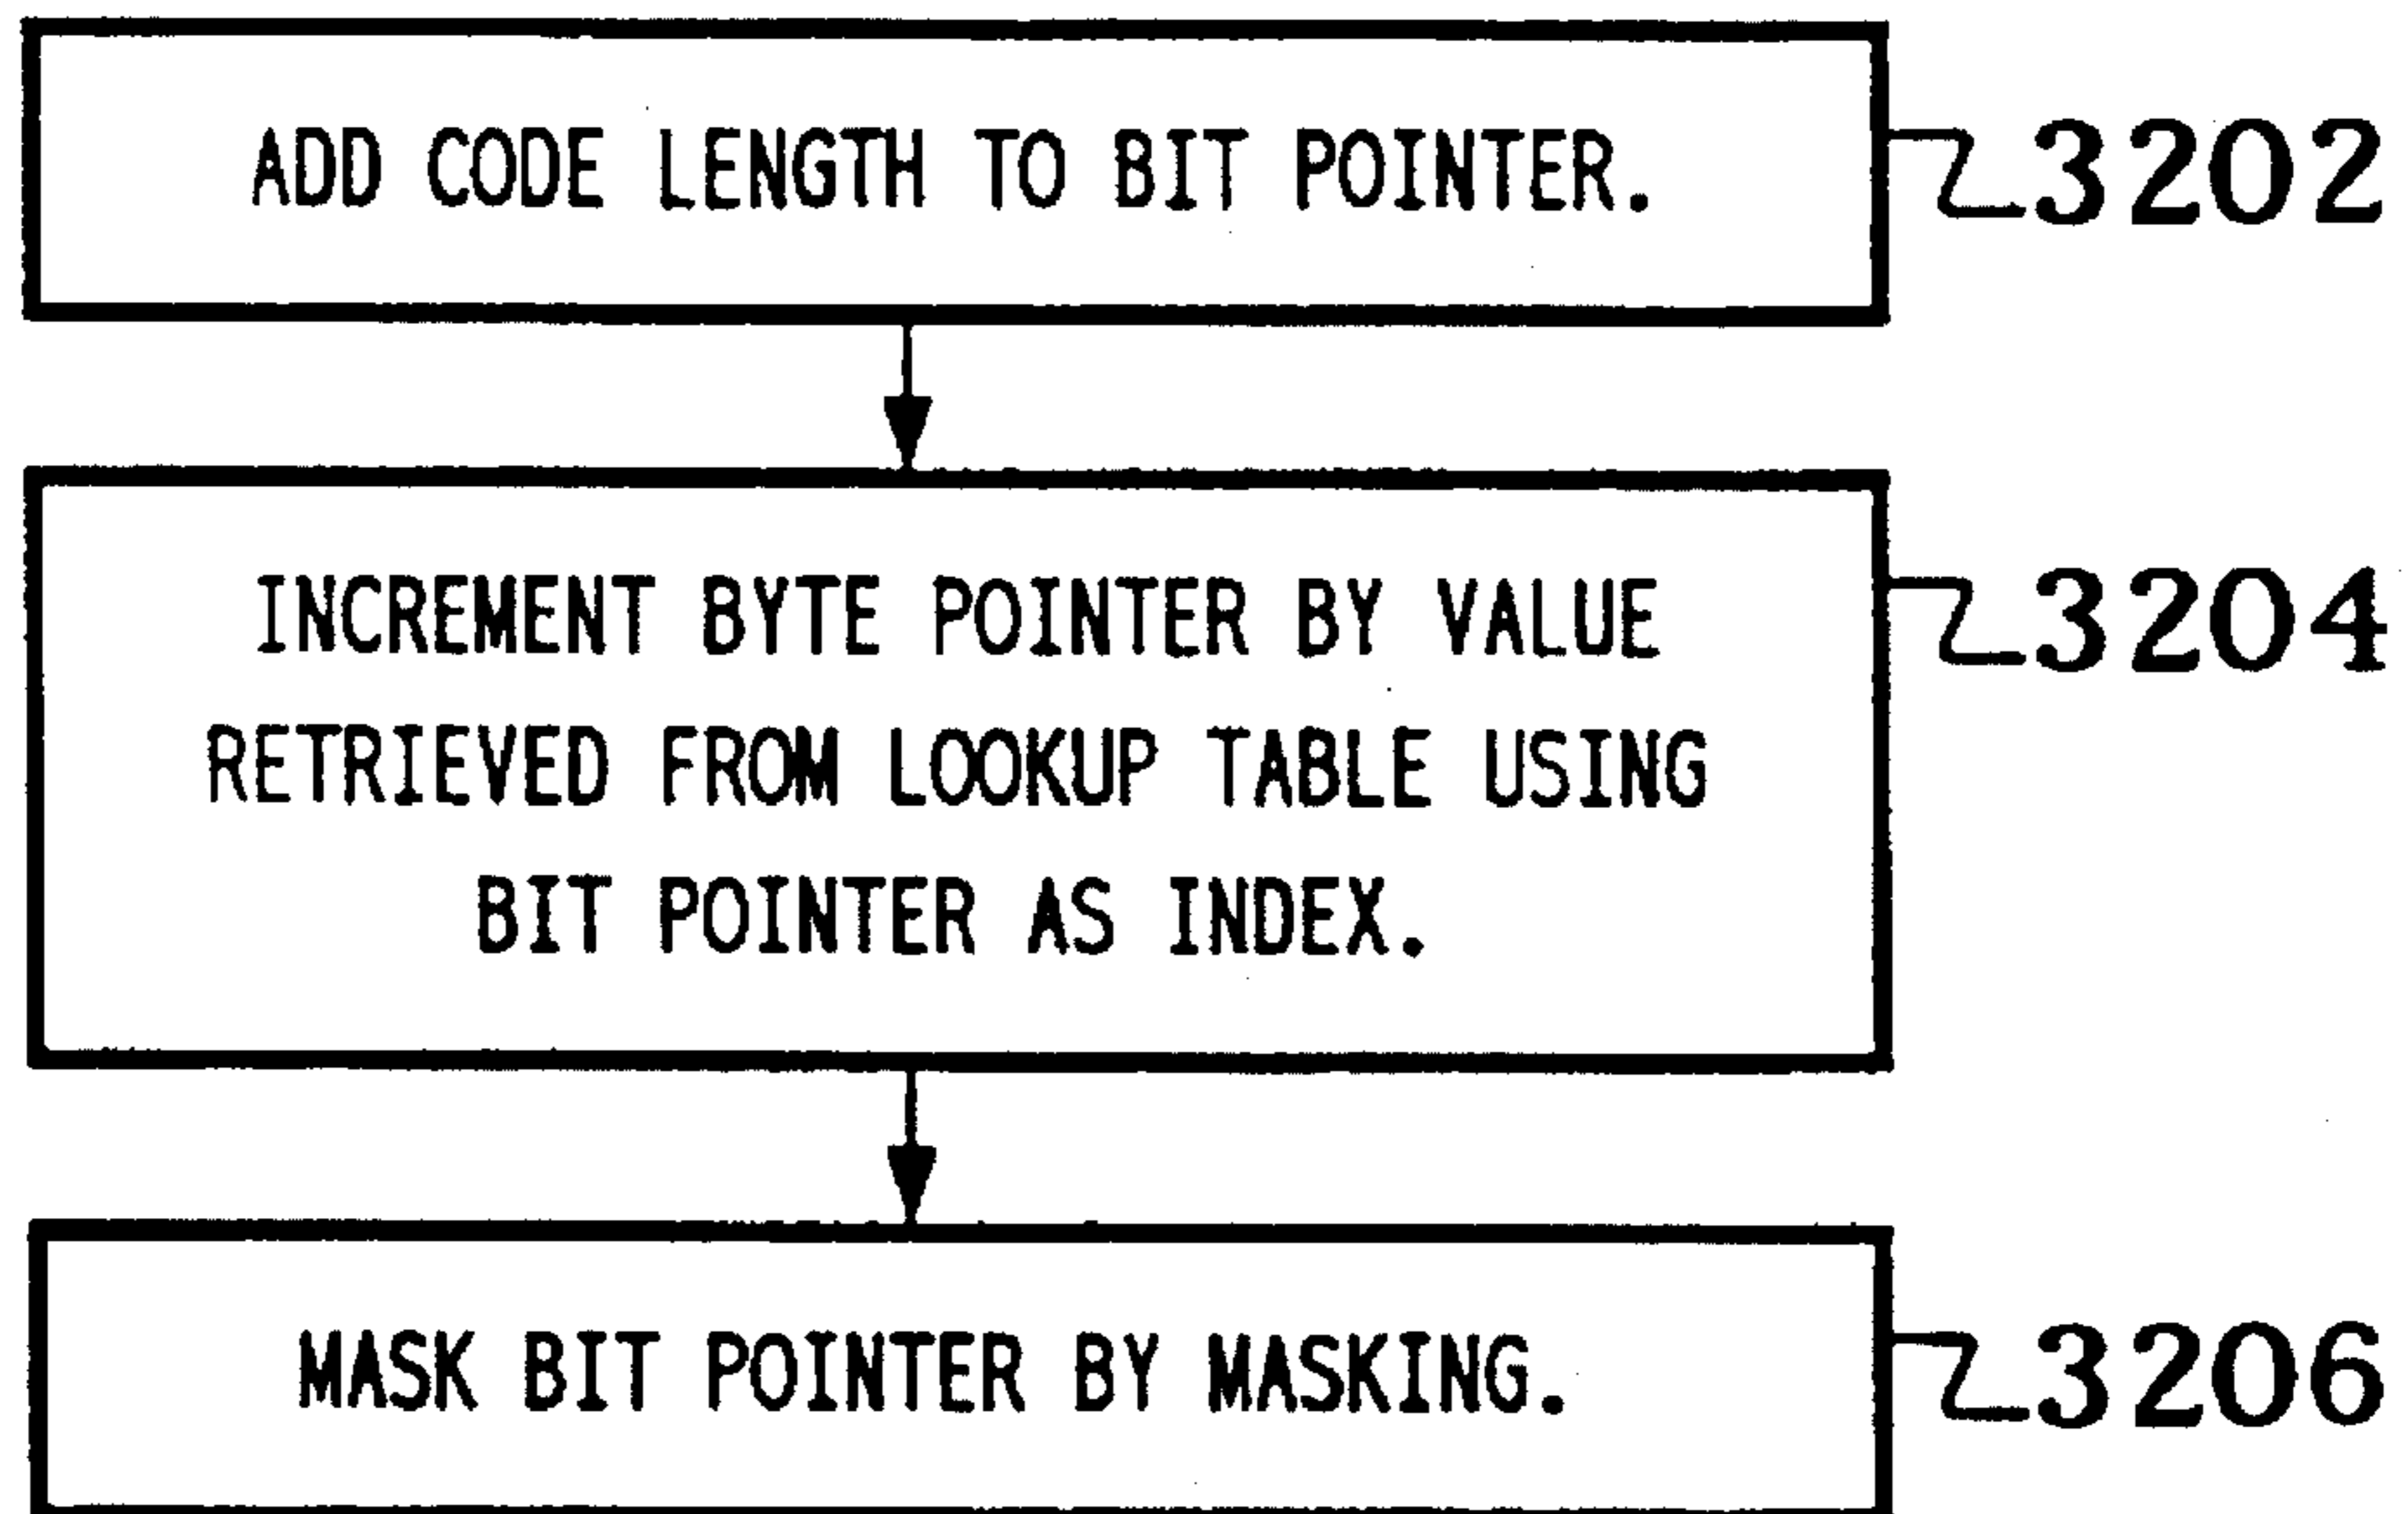 ADD CODE LENGTH TO BIT POINTER.
3202
INCREMENT BYTE POINTER BY VALUE
3204
RETRIEVED FROM LOOKUP TABLE USING
BIT POINTER AS INDEX.
MASK BIT POINTER BY MASKING.
3206